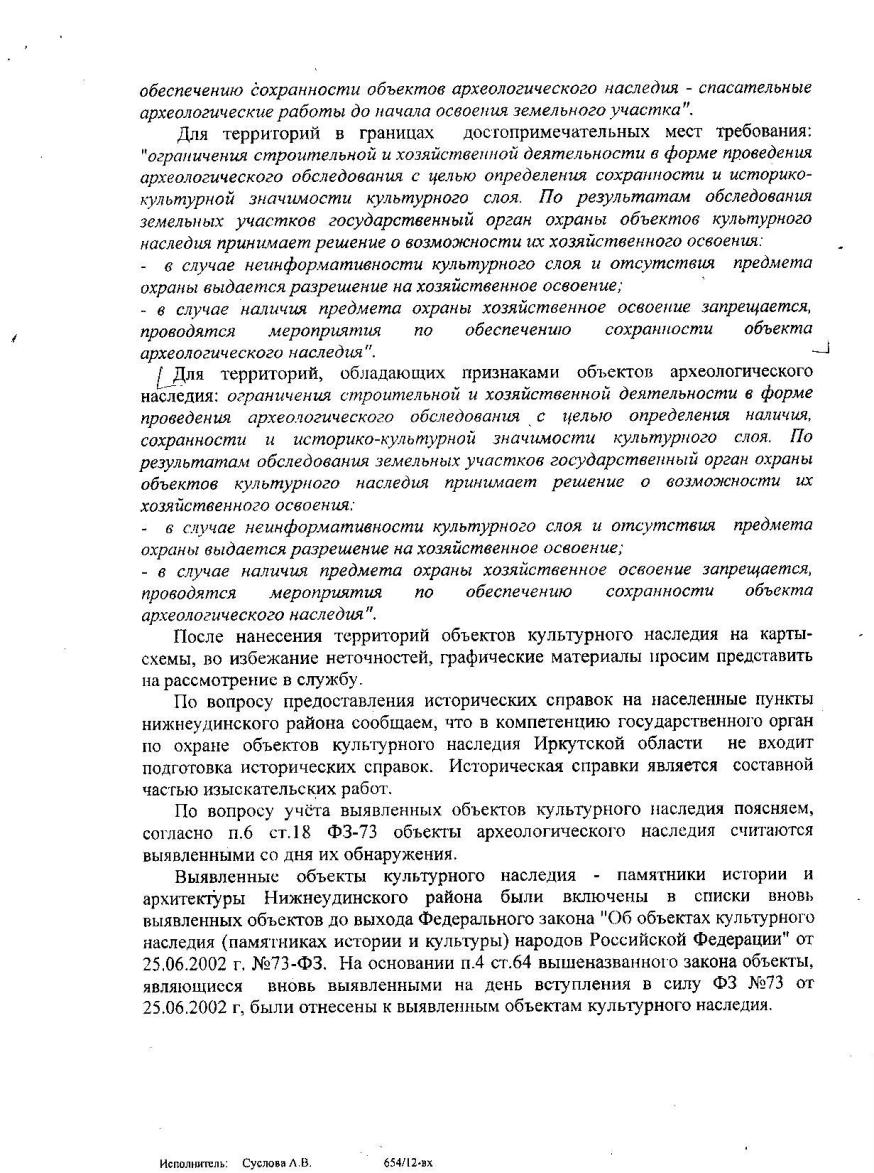 обеспечению сохранности объектов археологического наследия - спасательные
археологические работы до начала освоения земельного участка".
Для территорий в границах достопримечательных мест требования:
"ограничения строительной и хозяйственной деятельности в форме проведения
археологического обследования с целью определения сохранности и историко-
культурной значимости культурного слоя. По результатам обследования
земельных участков государственный орган охраны объектов культурного
наследия принимает решение о возможности их хозяйственного освоения:
- в случае неинформативности культурного слоя и отсутствия предмета
охраны выдается разрешение на хозяйственное освоение;
- в случае наличия предмета охраны хозяйственное освоение запрещается,
проводятся мероприятия по обеспечению сохранности объекта
археологического наследия".
Для территорий, обладающих признаками объектов археологического
наследия: ограничения строительной и хозяйственной деятельности в форме
проведения археологического обследования с целью определения наличия,
сохранности и историко-культурной значимости культурного слоя. По
результатам обследования земельных участков государственный орган охраны
объектов культурного наследия принимает решение о возможности их
хозяйственного освоения:
- в случае неинформативности культурного слоя и отсутствия предмета
охраны выдается разрешение на хозяйственное освоение;
- в случае наличия предмета охраны хозяйственное освоение запрещается,
проводятся мероприятия по обеспечению сохранности объекта
археологического наследия".
После нанесения территорий объектов культурного наследия на карты-
схемы, во избежание неточностей, графические материалы просим представить
на рассмотрение в службу.
По вопросу предоставления исторических справок на населенные пункты
нижнеудинского района сообщаем, что в компетенцию государственного орган
по охране объектов культурного наследия Иркутской области не входит
подготовка исторических справок. Историческая справки является составной
частью изыскательских работ.
По вопросу учёта выявленных объектов культурного наследия поясняем,
согласно п.6 ст.18 ФЗ-73 объекты археологического наследия считаются
выявленными со дня их обнаружения.
Выявленные объекты культурного наследия - памятники истории и
архитектуры Нижнеудинского района были включены в списки вновь
выявленных объектов до выхода Федерального закона "Об объектах культурного
наследия (памятниках истории и культуры) народов Российской Федерации" от
25.06.2002 г. №73-ФЗ. На основании п.4 ст.64 вышеназванного закона объекты,
являющиеся вновь выявленными на день вступления в силу ФЗ №73 от
25.06.2002 г, были отнесены к выявленным объектам культурного наследия.
Исполнитель: Суслова А.В. 654/12-вх